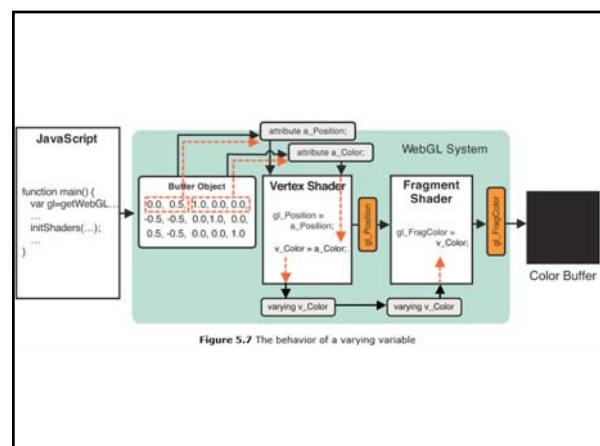 attribute a_Position;
JavaScript
attribute a_Color;
WebGL System
function main() {
var gl=getWebGL...
...
initShaders(...);
...
}
Buffer Object
0.0, 0.5, 1.0, 0.0, 0.0,
-0.5, -0.5, 0.0,1.0, 0.0,
0.5, -0.5, 0.0, 0.0, 1.0
Vertex Shader
gl_Position =
a_Position;
v_Color = a_Color;
gl_Position
Fragment
Shader
gl_FragColor =
v_Color;
gl_FragColor
Color Buffer
varying v_Color
varying v_Color
Figure 5.7 The behavior of a varying variable